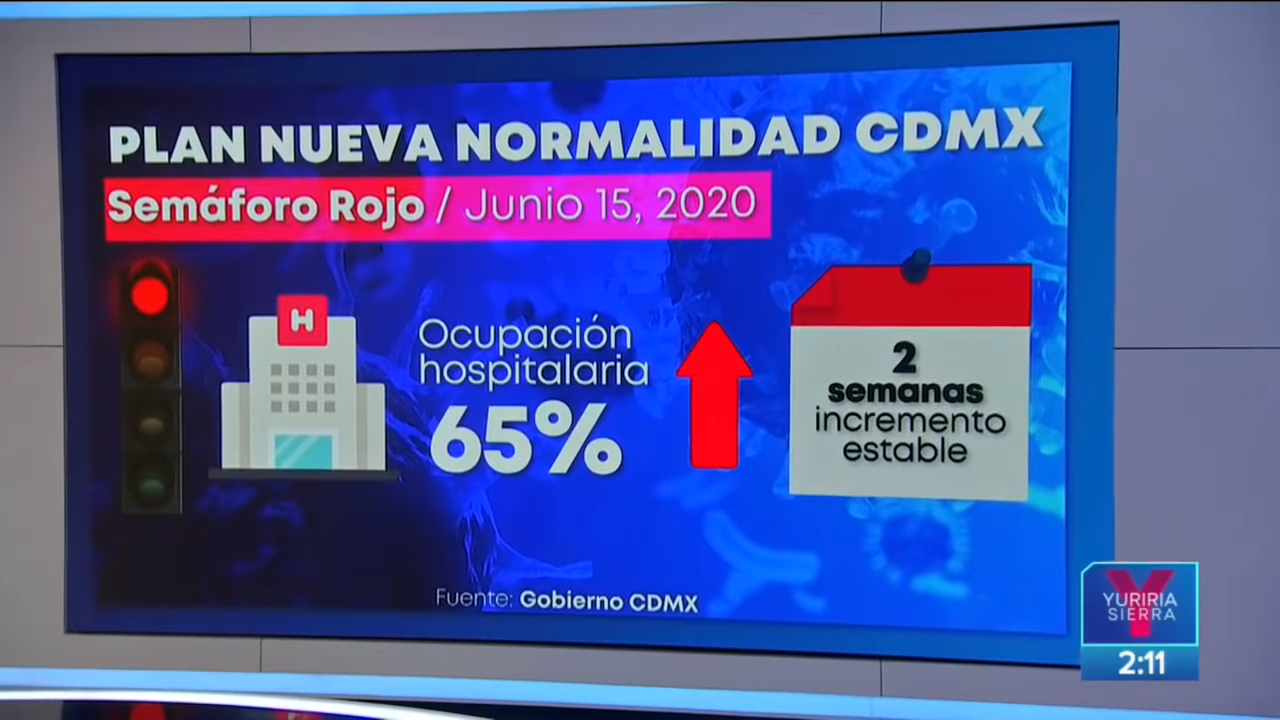 PLAN NUEVA NORMALIDAD CDMX
Semáforo Rojo / Junio 15, 2020
H
Ocupación
hospitalaria
65%
2
semanas
incremento
estable
Fuente: Gobierno CDMX
Y
YURIRIA
SIERRA
2:11